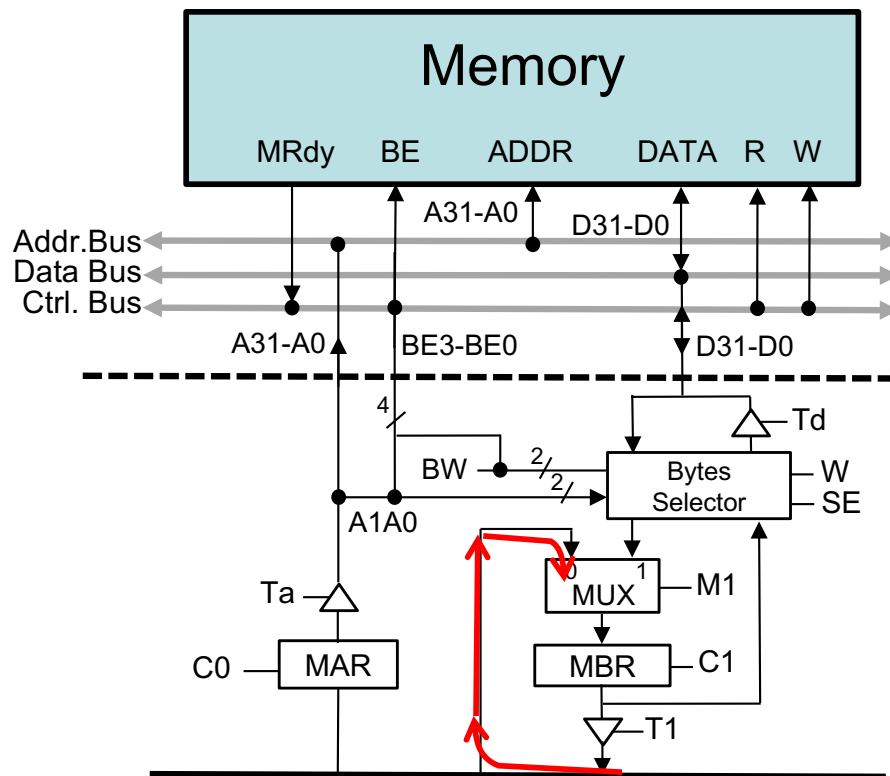 Memory
MRdy BE ADDR DATA R W
A31-A0 D31-D0
Addr.Bus
Data Bus
Ctrl. Bus
A31-A0 BE3-BE0 D31-D0
4 Td
BW 2 Bytes W
2 Selector SE
A1A0
0 1
Ta MUX M1
C0 MAR MBR C1
T1